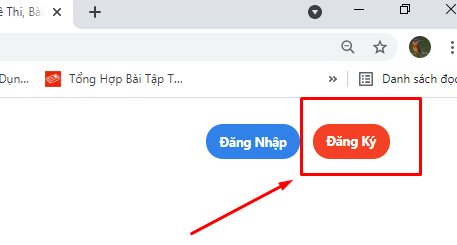 ê Thi, Bài
Dụn...
Tổng Hợp Bài Tập T...
»
Danh sách đọc
Đăng Nhập
Đăng Ký